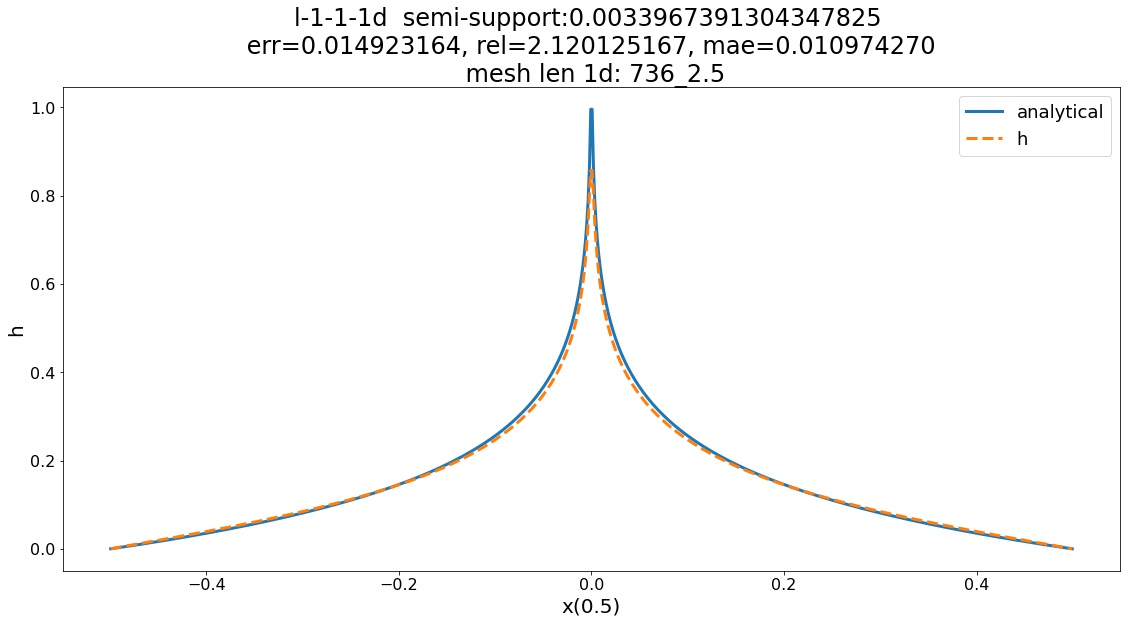 l-1-1-1d  semi-support:0.0033967391304347825
err=0.014923164, rel=2.120125167, mae=0.010974270
mesh len 1d: 736_2.5
analytical
h
1.0
0.8
0.6
0.4
0.2
0.0
h
−0.4
−0.2
0.0
0.2
0.4
x(0.5)